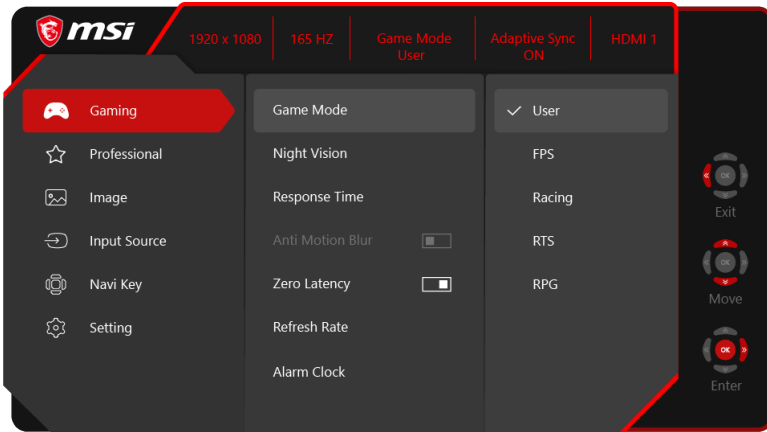 msi
1920 x 1080
165 HZ
Game Mode
User
Adaptive Sync
ON
HDMI 1
Gaming
Professional
Image
Input Source
Navi Key
Setting
Game Mode
Night Vision
Response Time
Anti Motion Blur
Zero Latency
Refresh Rate
Alarm Clock
User
FPS
Racing
RTS
RPG
OK
Exit
OK
Move
OK
Enter